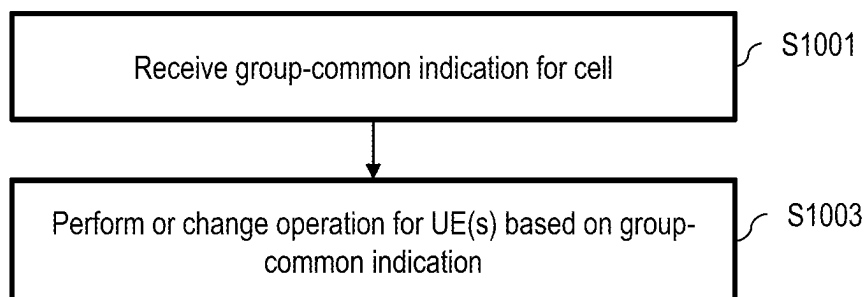 Receive group-common indication for cell
S1001
Perform or change operation for UE(s) based on group-
common indication
S1003